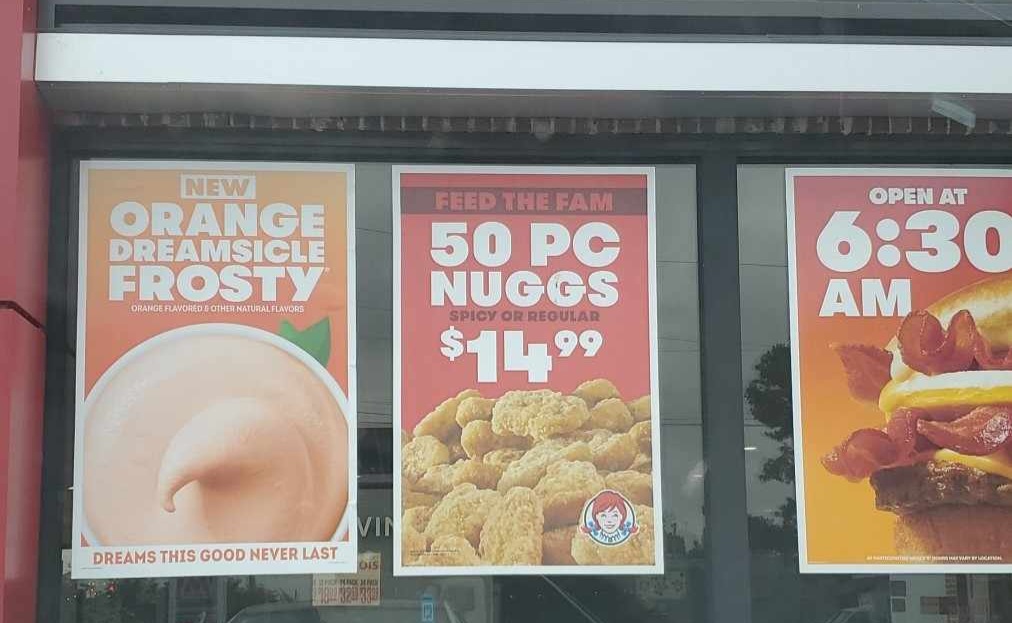 NEW
ORANGE
DREAMSICLE
FROSTY
ORANGE FLAVORED & OTHER NATURAL FLAVORS
DREAMS THIS GOOD NEVER LAST
FEED THE FAM
50 PC
NUGGS
SPICY OR REGULAR
$14.99
OPEN AT
6:30
AM
VIN